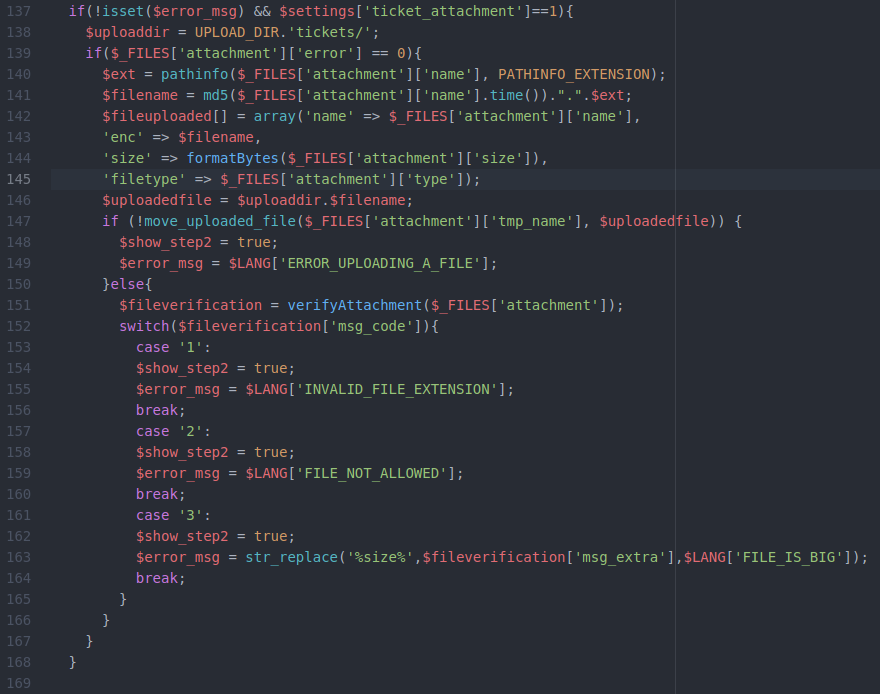 137 if(!isset($error_msg) && $settings['ticket_attachment']==1){
138 $uploaddir = UPLOAD_DIR.'tickets/';
139 if($_FILES['attachment']['error'] == 0){
140 $ext = pathinfo($_FILES['attachment']['name'], PATHINFO_EXTENSION);
141 $filename = md5($_FILES['attachment']['name'].time()).".".$ext;
142 $fileuploaded[] = array('name' => $_FILES['attachment']['name'],
143 'enc' => $filename,
144 'size' => formatBytes($_FILES['attachment']['size']),
145 'filetype' => $_FILES['attachment']['type']);
146 $uploadedfile = $uploaddir.$filename;
147 if (!move_uploaded_file($_FILES['attachment']['tmp_name'], $uploadedfile)) {
148 $show_step2 = true;
149 $error_msg = $LANG['ERROR_UPLOADING_A_FILE'];
150 }else{
151 $fileverification = verifyAttachment($_FILES['attachment']);
152 switch($fileverification['msg_code']){
153 case '1':
154 $show_step2 = true;
155 $error_msg = $LANG['INVALID_FILE_EXTENSION'];
156 break;
157 case '2':
158 $show_step2 = true;
159 $error_msg = $LANG['FILE_NOT_ALLOWED'];
160 break;
161 case '3':
162 $show_step2 = true;
163 $error_msg = str_replace('%size%',$fileverification['msg_extra'],$LANG['FILE_IS_BIG']);
164 break;
165 }
166 }
167 }
168 }
169